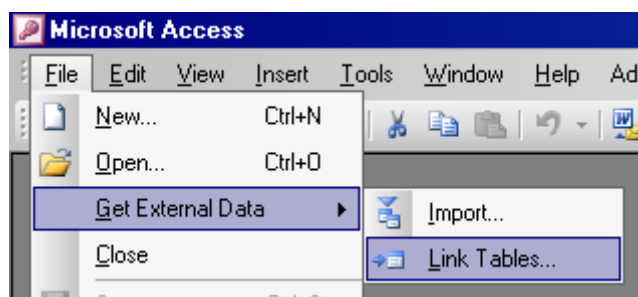 Microsoft Access
File Edit View Insert Tools Window Help Ad
New... Ctrl+N
Open... Ctrl+O
Get External Data
Import...
Close
Link Tables...